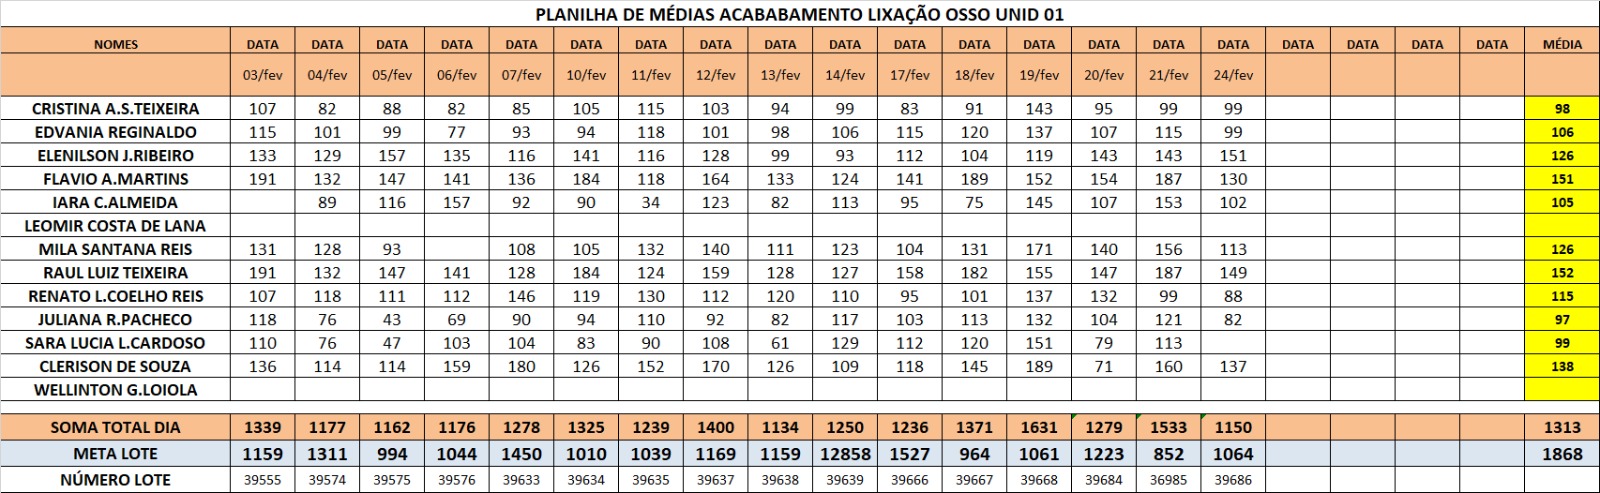 PLANILHA DE MÉDIAS ACABABAMENTO LIXAÇÃO OSSO UNID 01
NOMES DATA DATA DATA DATA DATA DATA DATA DATA DATA DATA DATA DATA DATA DATA DATA DATA DATA DATA DATA DATA MÉDIA
03/fev 04/fev 05/fev 06/fev 07/fev 10/fev 11/fev 12/fev 13/fev 14/fev 17/fev 18/fev 19/fev 20/fev 21/fev 24/fev
CRISTINA A.S.TEIXEIRA 107 82 88 82 85 105 115 103 94 99 83 91 143 95 99 99 98
EDVANIA REGINALDO 115 101 99 77 93 94 118 101 98 106 115 120 137 107 115 99 106
ELENILSON J.RIBEIRO 133 129 157 135 116 141 116 128 99 93 112 104 119 143 143 151 126
FLAVIO A.MARTINS 191 132 147 141 136 184 118 164 133 124 141 189 152 154 187 130 151
IARA C.ALMEIDA 89 116 157 92 90 34 123 82 113 95 75 145 107 153 102 105
LEOMIR COSTA DE LANA
MILA SANTANA REIS 131 128 93 108 105 132 140 111 123 104 131 171 140 156 113 126
RAUL LUIZ TEIXEIRA 191 132 147 141 128 184 124 159 128 127 158 182 155 147 187 149 152
RENATO L.COELHO REIS 107 118 111 112 146 119 130 112 120 110 95 101 137 132 99 88 115
JULIANA R.PACHECO 118 76 43 69 90 94 110 92 82 117 103 113 132 104 121 82 97
SARA LUCIA L.CARDOSO 110 76 47 103 104 83 90 108 61 129 112 120 151 79 113 99
CLERISON DE SOUZA 136 114 114 159 180 126 152 170 126 109 118 145 189 71 160 137 138
WELLINTON G.LOIOLA
SOMA TOTAL DIA 1339 1177 1162 1176 1278 1325 1239 1400 1134 1250 1236 1371 1631 1279 1533 1150 1313
META LOTE 1159 1311 994 1044 1450 1010 1039 1169 1159 12858 1527 964 1061 1223 852 1064 1868
NÚMERO LOTE 39555 39574 39575 39576 39633 39634 39635 39637 39638 39639 39666 39667 39668 39684 36985 39686